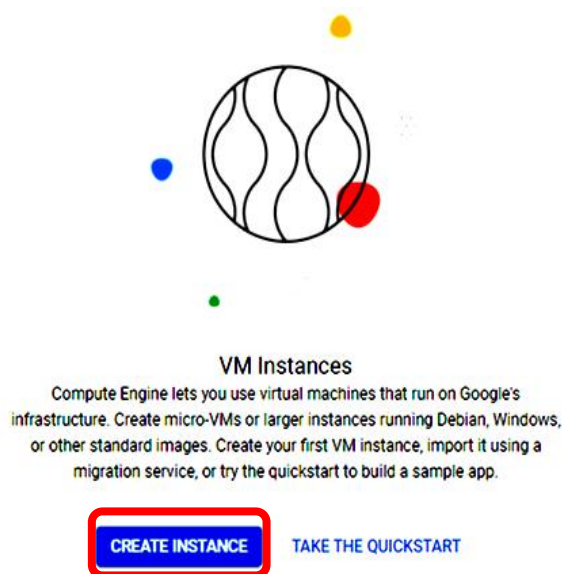 VM Instances
Compute Engine lets you use virtual machines that run on Google's
infrastructure. Create micro-VMs or larger instances running Debian, Windows,
or other standard images. Create your first VM instance, import it using a
migration service, or try the quickstart to build a sample app.
CREATE INSTANCE TAKE THE QUICKSTART